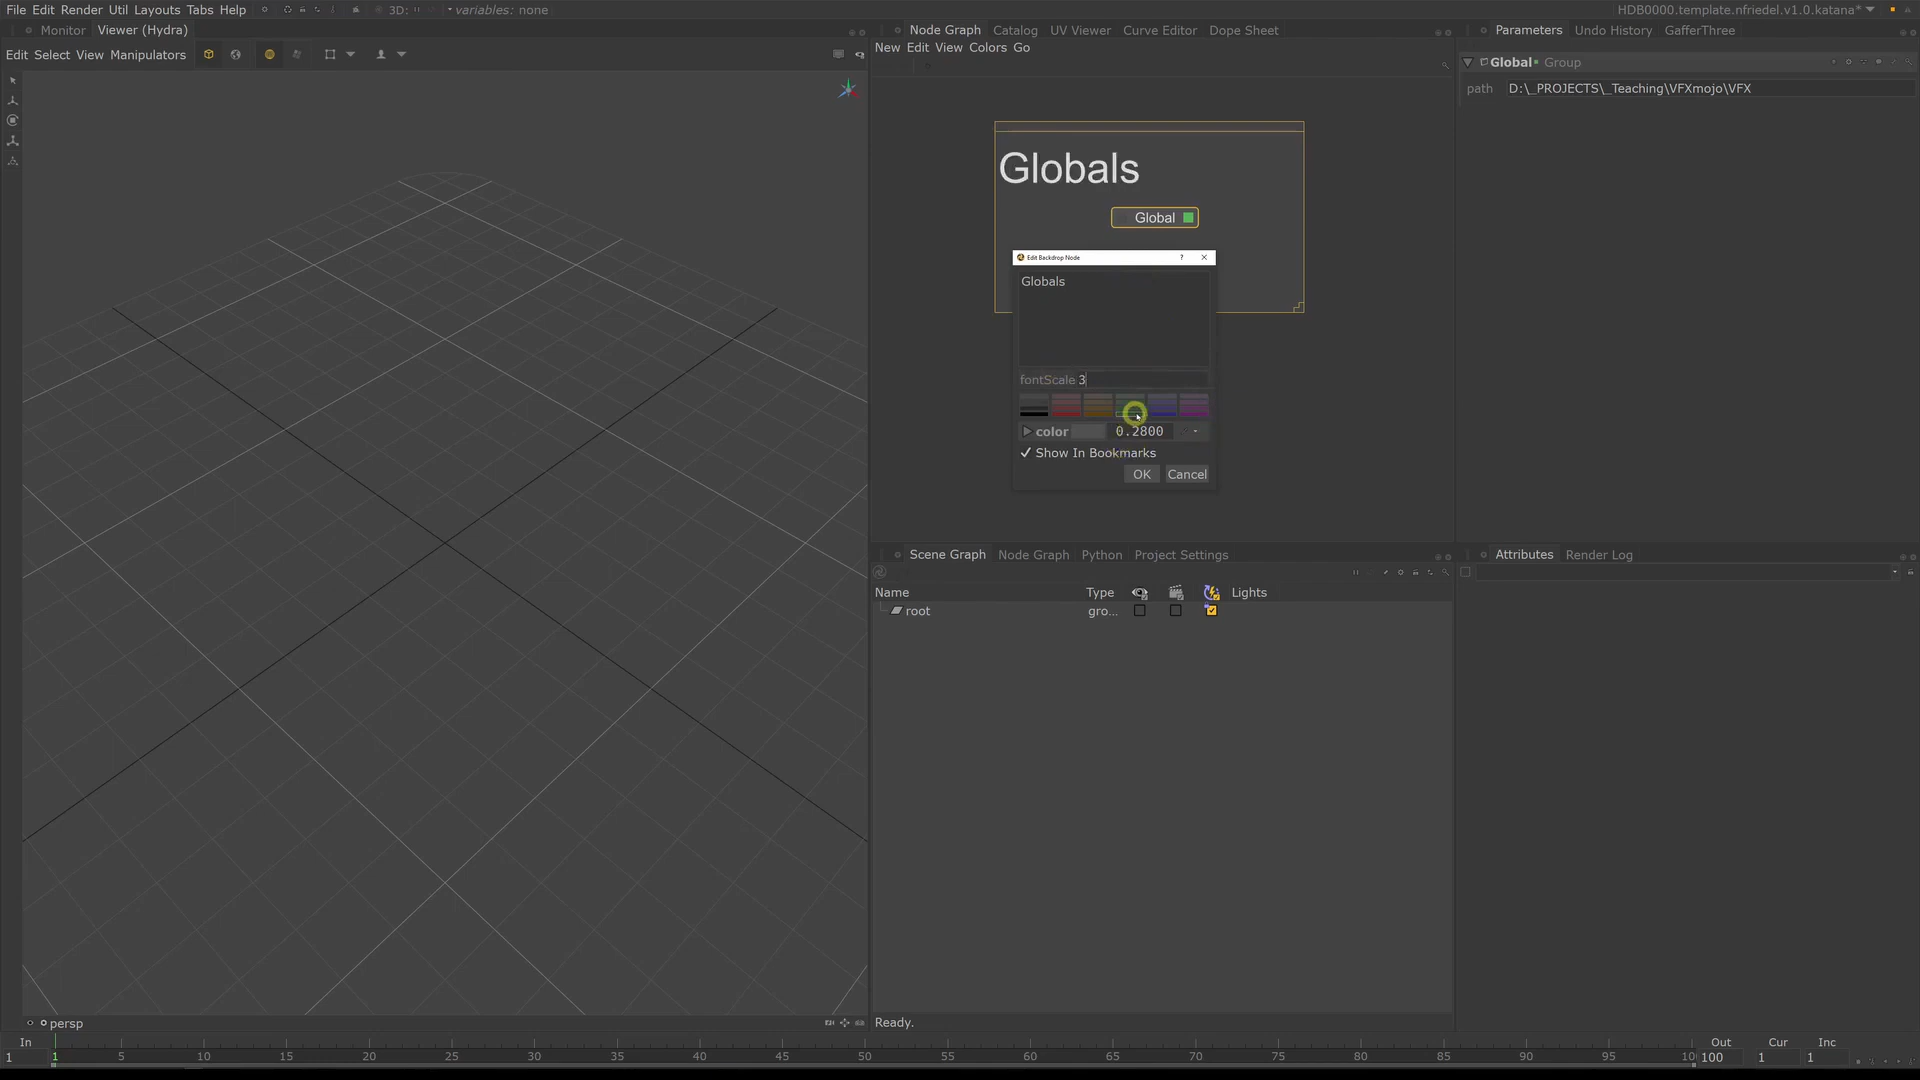 File Edit Render Util Layouts Tabs Help 3D: variables: none HDB0000.template.nfriedel.v1.0.katana*
Monitor Viewer (Hydra)
Edit Select View Manipulators
Node Graph Catalog UV Viewer Curve Editor Dope Sheet
New Edit View Colors Go
Parameters Undo History GafferThree
Global Group
path D:\_PROJECTS\_Teaching\VFXmojo\VFX
Globals
Global
Edit Backdrop Node ?
Globals
fontScale 3
color 0.2800
Show In Bookmarks
OK Cancel
Scene Graph Node Graph Python Project Settings
Name Type Lights
root gro...
Attributes Render Log
persp
Ready.
In Out Cur Inc
1 1 5 10 15 20 25 30 35 40 45 50 55 60 65 70 75 80 85 90 95 10 100 1 1